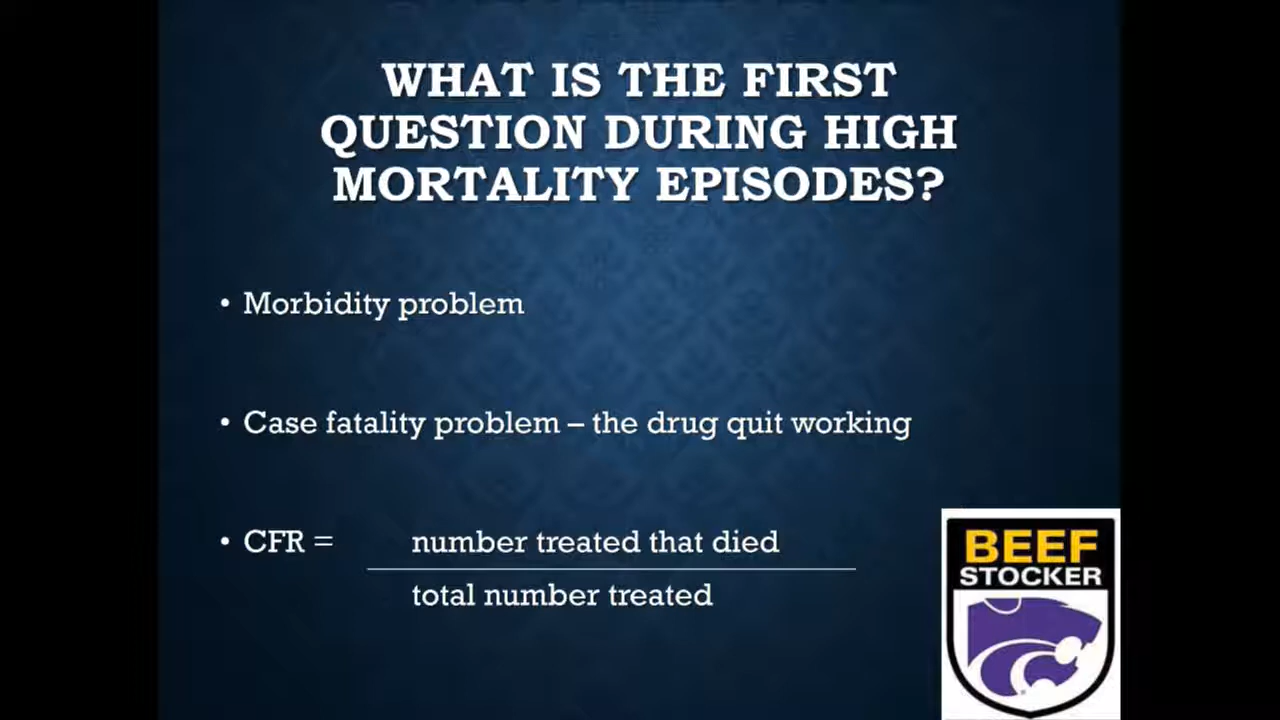 WHAT IS THE FIRST
QUESTION DURING HIGH
MORTALITY EPISODES?
• Morbidity problem
• Case fatality problem – the drug quit working
• CFR = number treated that died
total number treated
BEEF
STOCKER